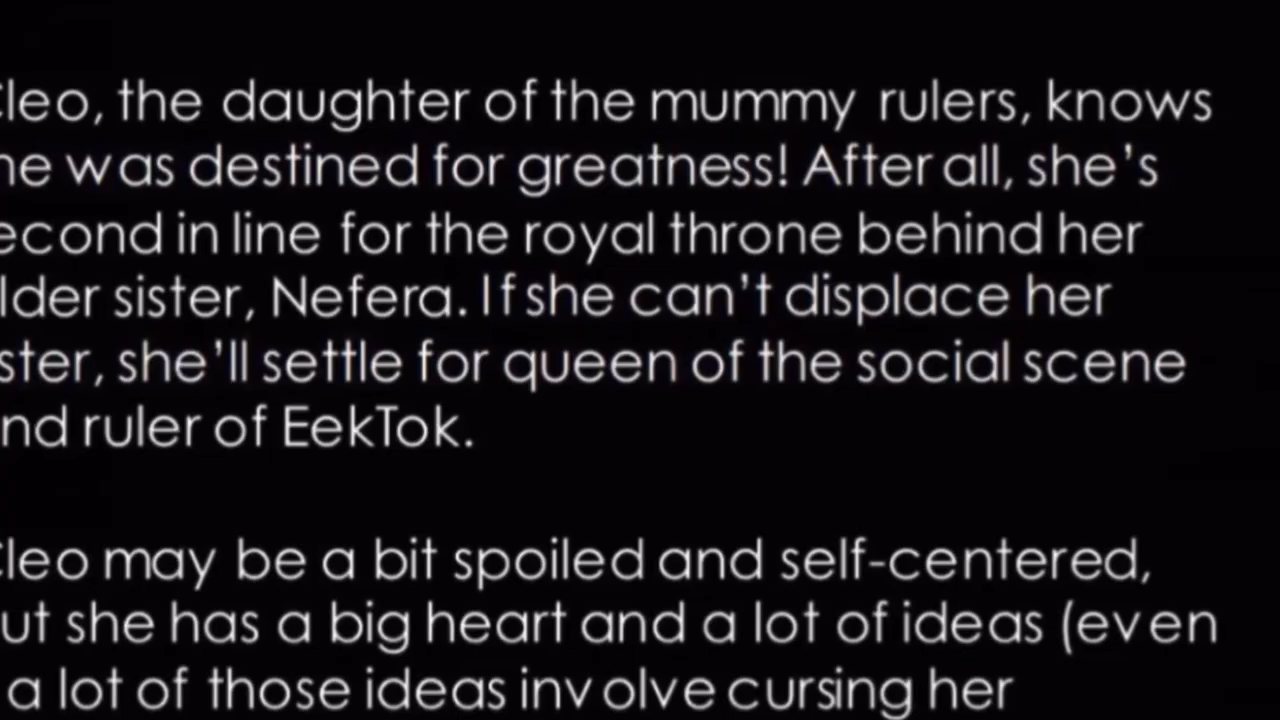 Cleo, the daughter of the mummy rulers, knows
he was destined for greatness! After all, she's
econd in line for the royal throne behind her
lder sister, Nefera. If she can't displace her
ster, she'll settle for queen of the social scene
nd ruler of EekTok.
Cleo may be a bit spoiled and self-centered,
ut she has a big heart and a lot of ideas (even
a lot of those ideas involve cursing her